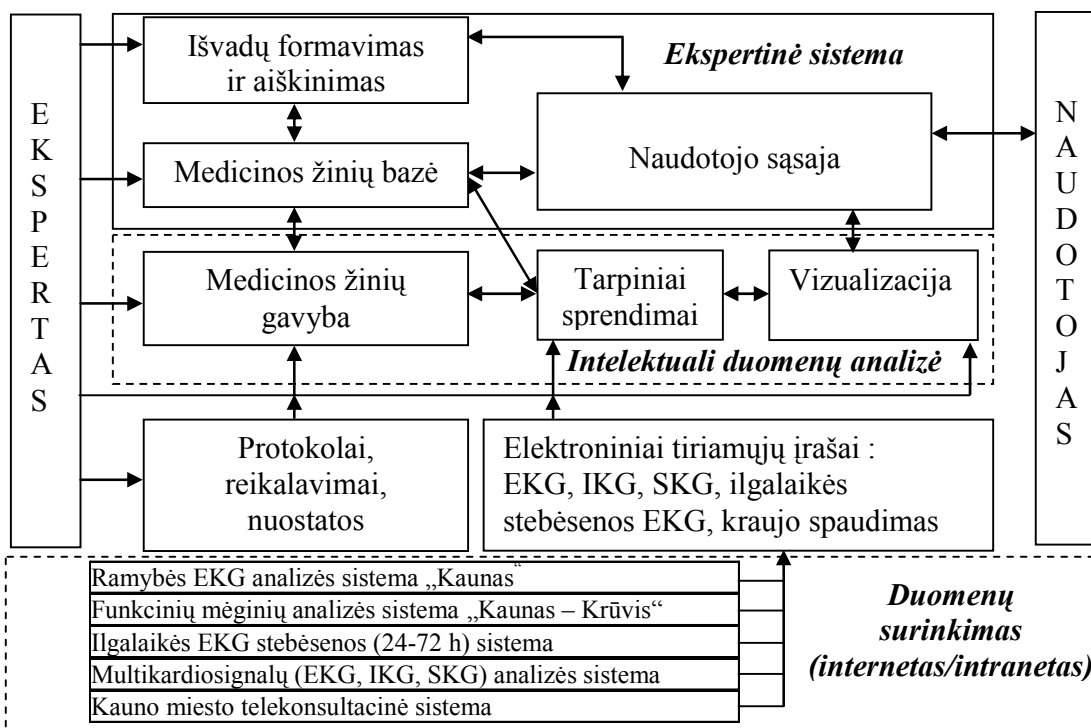 EKSPERTAS
Išvadų formavimas
ir aiškinimas
Ekspertinė sistema
Medicinos žinių bazė
Naudotojo sąsaja
NAUDOTOJAS
Medicinos žinių
gavyba
Tarpiniai
sprendimai
Vizualizacija
Intelektuali duomenų analizė
Protokolai,
reikalavimai,
nuostatos
Elektroniniai tiriamųjų įrašai :
EKG, IKG, SKG, ilgalaikės
stebėsenos EKG, kraujo spaudimas
Ramybės EKG analizės sistema „Kaunas“
Funkcinių mėginių analizės sistema „Kaunas – Krūvis“
Ilgalaikės EKG stebėsenos (24-72 h) sistema
Multikardiosignalų (EKG, IKG, SKG) analizės sistema
Kauno miesto telekonsultacinė sistema
Duomenų
surinkimas
(internetas/intranetas)